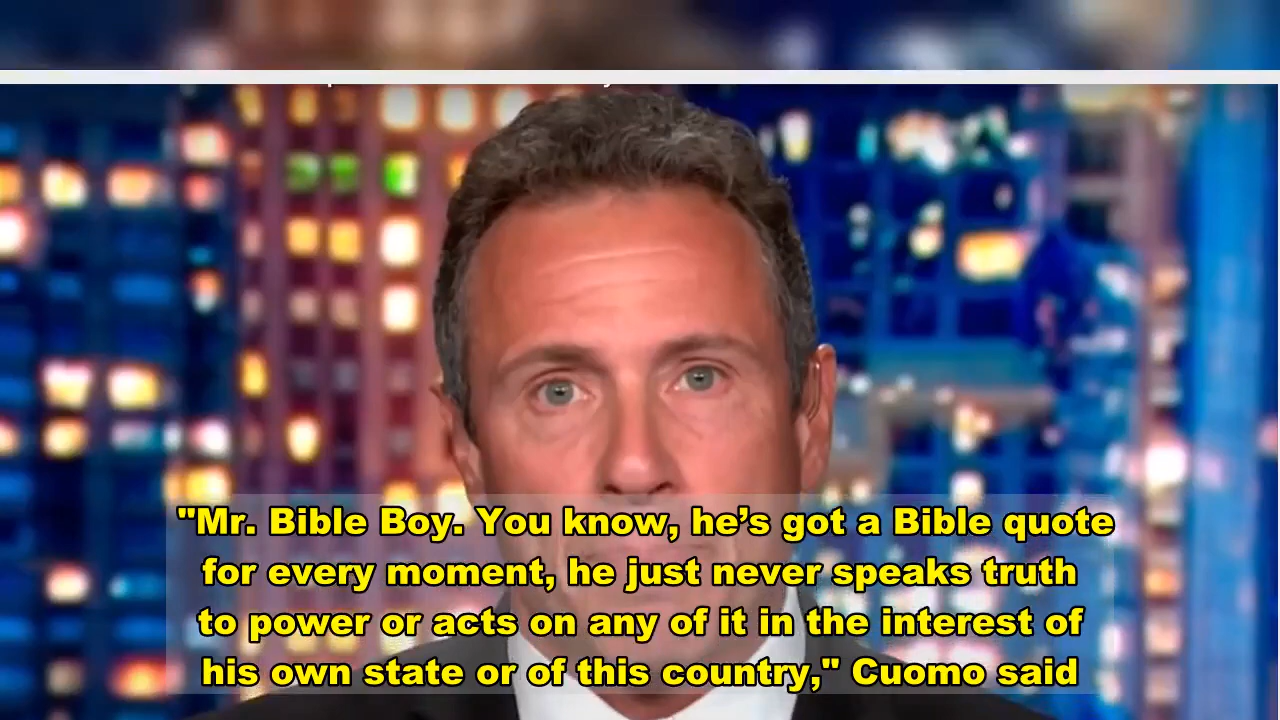 "Mr. Bible Boy. You know, he’s got a Bible quote
for every moment, he just never speaks truth
to power or acts on any of it in the interest of
his own state or of this country," Cuomo said